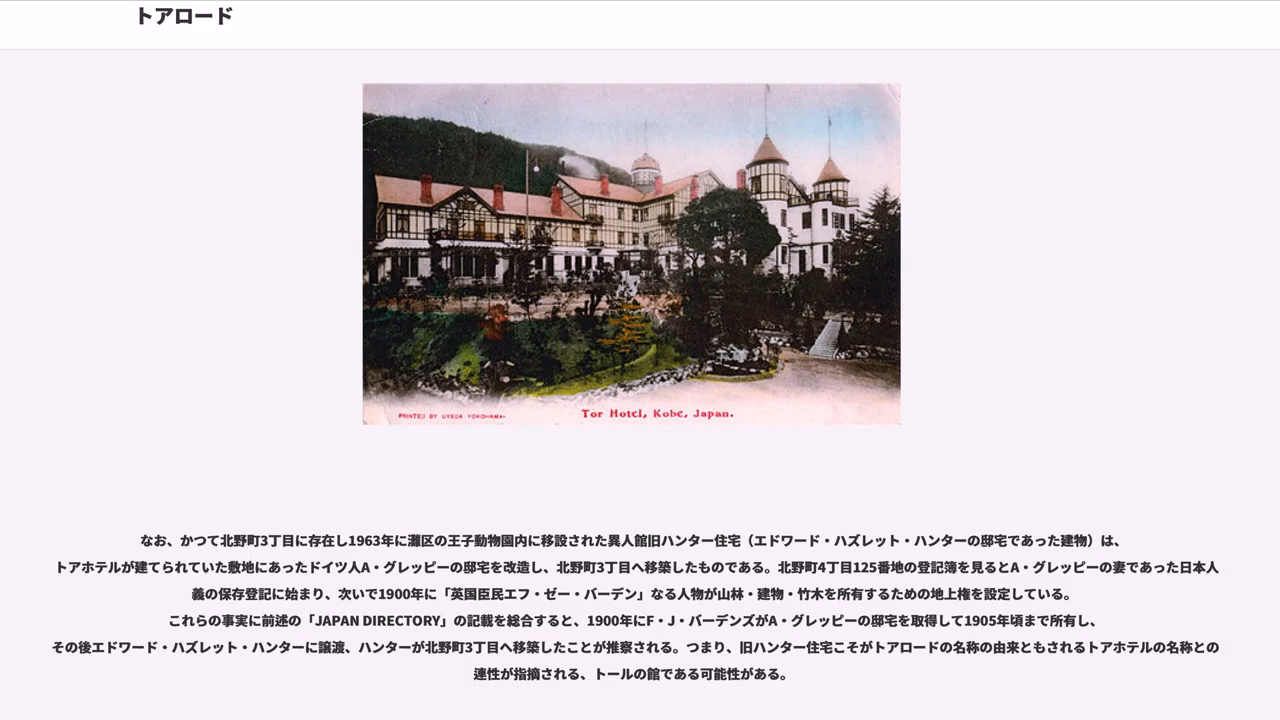 トアロード
PRINTED BY UYEDA YOKOHAMA-
Tor Hotel, Kobe, Japan.
なお、かつて北野町3丁目に存在し1963年に灘区の王子動物園内に移設された異人館旧ハンター住宅（エドワード・ハズレット・ハンターの邸宅であった建物）は、
トアホテルが建てられていた敷地にあったドイツ人A・グレッピーの邸宅を改造し、北野町3丁目へ移築したものである。北野町4丁目125番地の登記簿を見るとA・グレッピーの妻であった日本人
義の保存登記に始まり、次いで1900年に「英国臣民エフ・ゼー・バーデン」なる人物が山林・建物・竹木を所有するための地上権を設定している。
これらの事実に前述の「JAPAN DIRECTORY」の記載を総合すると、1900年にF・J・バーデンズがA・グレッピーの邸宅を取得して1905年頃まで所有し、
その後エドワード・ハズレット・ハンターに譲渡、ハンターが北野町3丁目へ移築したことが推察される。つまり、旧ハンター住宅こそがトアロードの名称の由来ともされるトアホテルの名称との
連性が指摘される、トールの館である可能性がある。